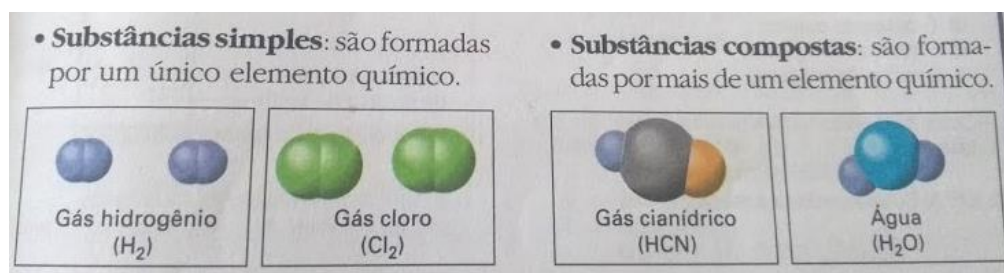 • Substâncias simples: são formadas
por um único elemento químico.
• Substâncias compostas: são forma-
das por mais de um elemento químico.
Gás hidrogênio
(H₂)
Gás cloro
(Cl₂)
Gás cianídrico
(HCN)
Água
(H₂O)